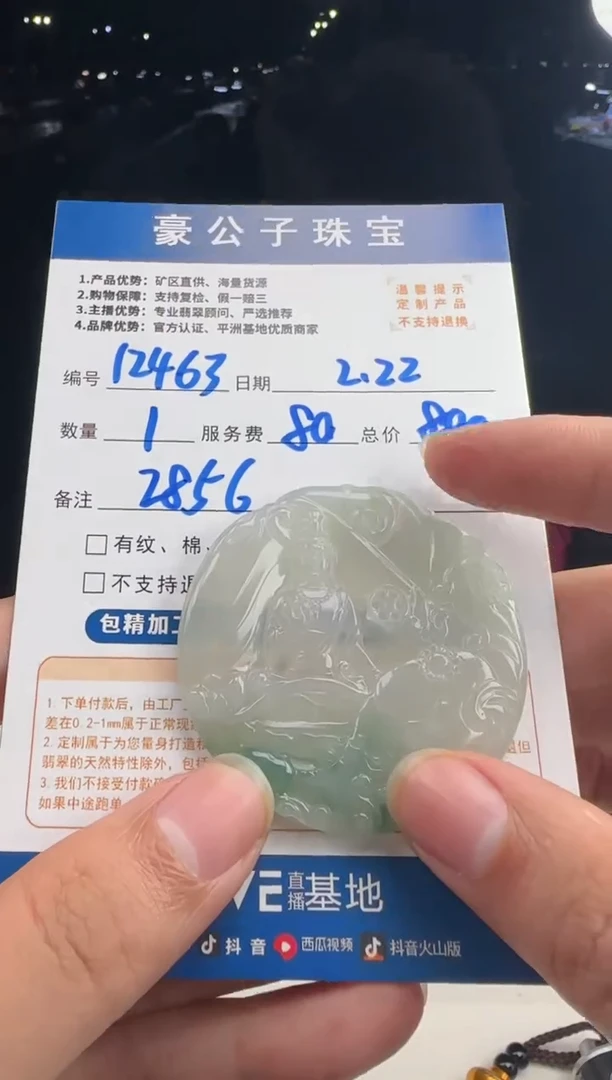 豪公子珠宝
1.产品优势：矿区直供、海量货源
2.购物保障：支持复检、假一赔三
3.主播优势：专业翡翠顾问、严选推荐
4.品牌优势：官方认证、平洲基地优质商家
温馨提示
定制产品
不支持退换
编号 12463 日期 2.22
数量 1 服务费 80 总价
备注 2856
有纹、棉、
不支持退
包精加工
1.下单付款后，由工厂
差在0.2-1mm属于正常现
2.定制属于为您量身打造
翡翠的天然特性除外，包括
3.我们不接受付款
如果中途跑单
直播基地
抖音 西瓜视频 抖音火山版